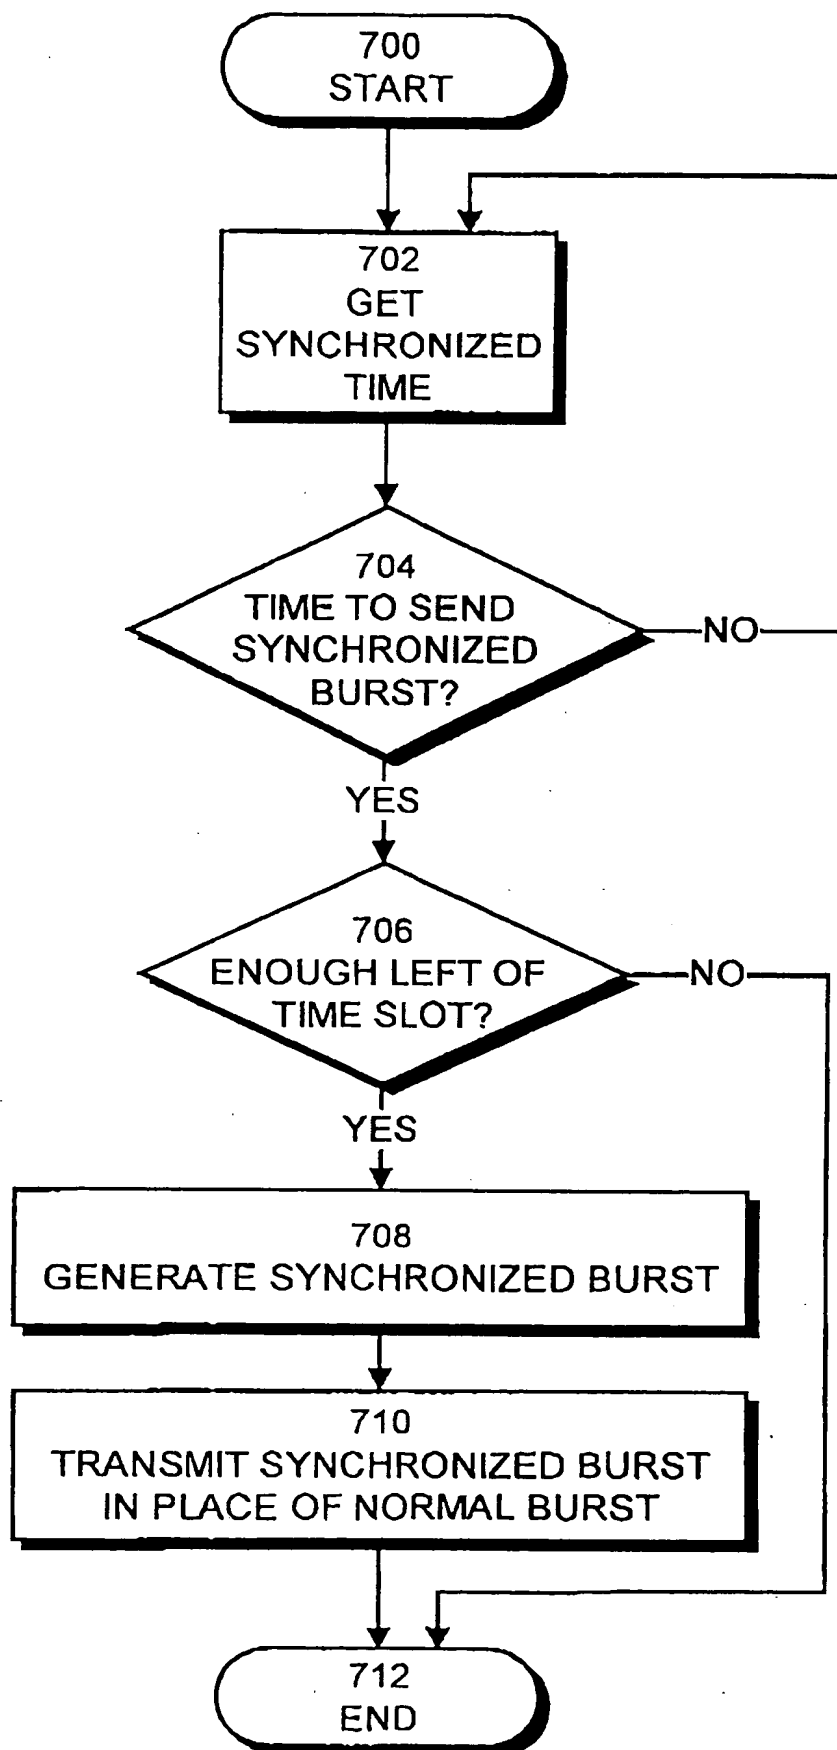 700
START
702
GET
SYNCHRONIZED
TIME
704
TIME TO SEND
SYNCHRONIZED
BURST?
NO
YES
706
ENOUGH LEFT OF
TIME SLOT?
NO
YES
708
GENERATE SYNCHRONIZED BURST
710
TRANSMIT SYNCHRONIZED BURST
IN PLACE OF NORMAL BURST
712
END